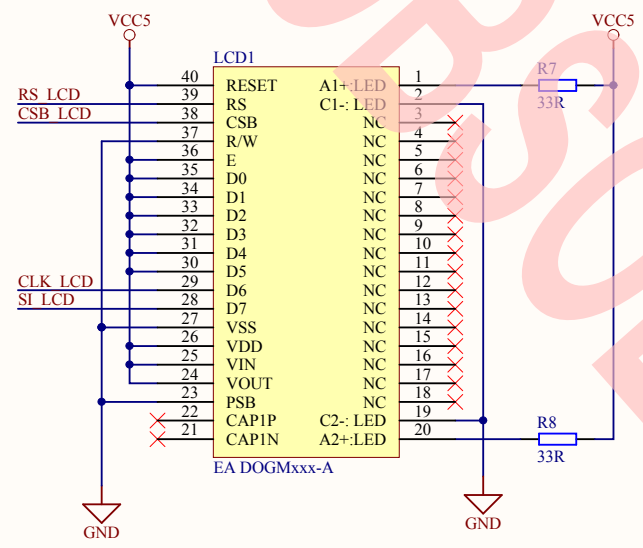 VCC5
VCC5
LCD1
40 RESET A1+:LED 1 R7
RS_LCD 39 RS C1-: LED 2 33R
CSB_LCD 38 CSB NC 3
37 R/W NC 4
36 E NC 5
35 D0 NC 6
34 D1 NC 7
33 D2 NC 8
32 D3 NC 9
31 D4 NC 10
30 D5 NC 11
CLK_LCD 29 D6 NC 12
SI_LCD 28 D7 NC 13
27 VSS NC 14
26 VDD NC 15
25 VIN NC 16
24 VOUT NC 17
23 PSB NC 18
22 CAP1P C2-: LED 19
21 CAP1N A2+:LED 20 R8
33R
EA DOGMxxx-A
GND
GND